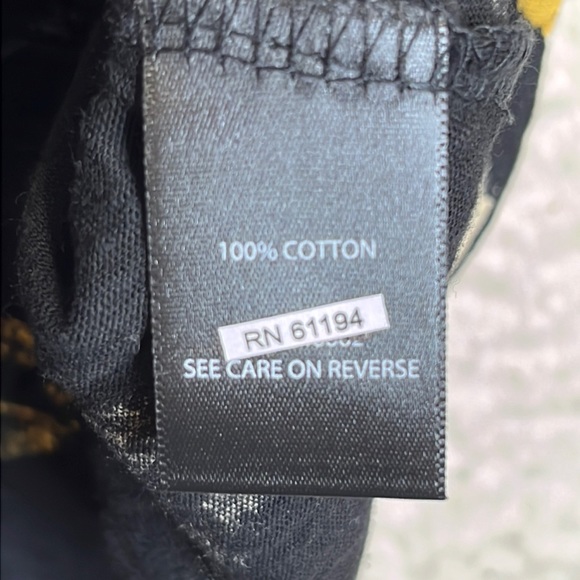 100% COTTON
RN 61194
SEE CARE ON REVERSE